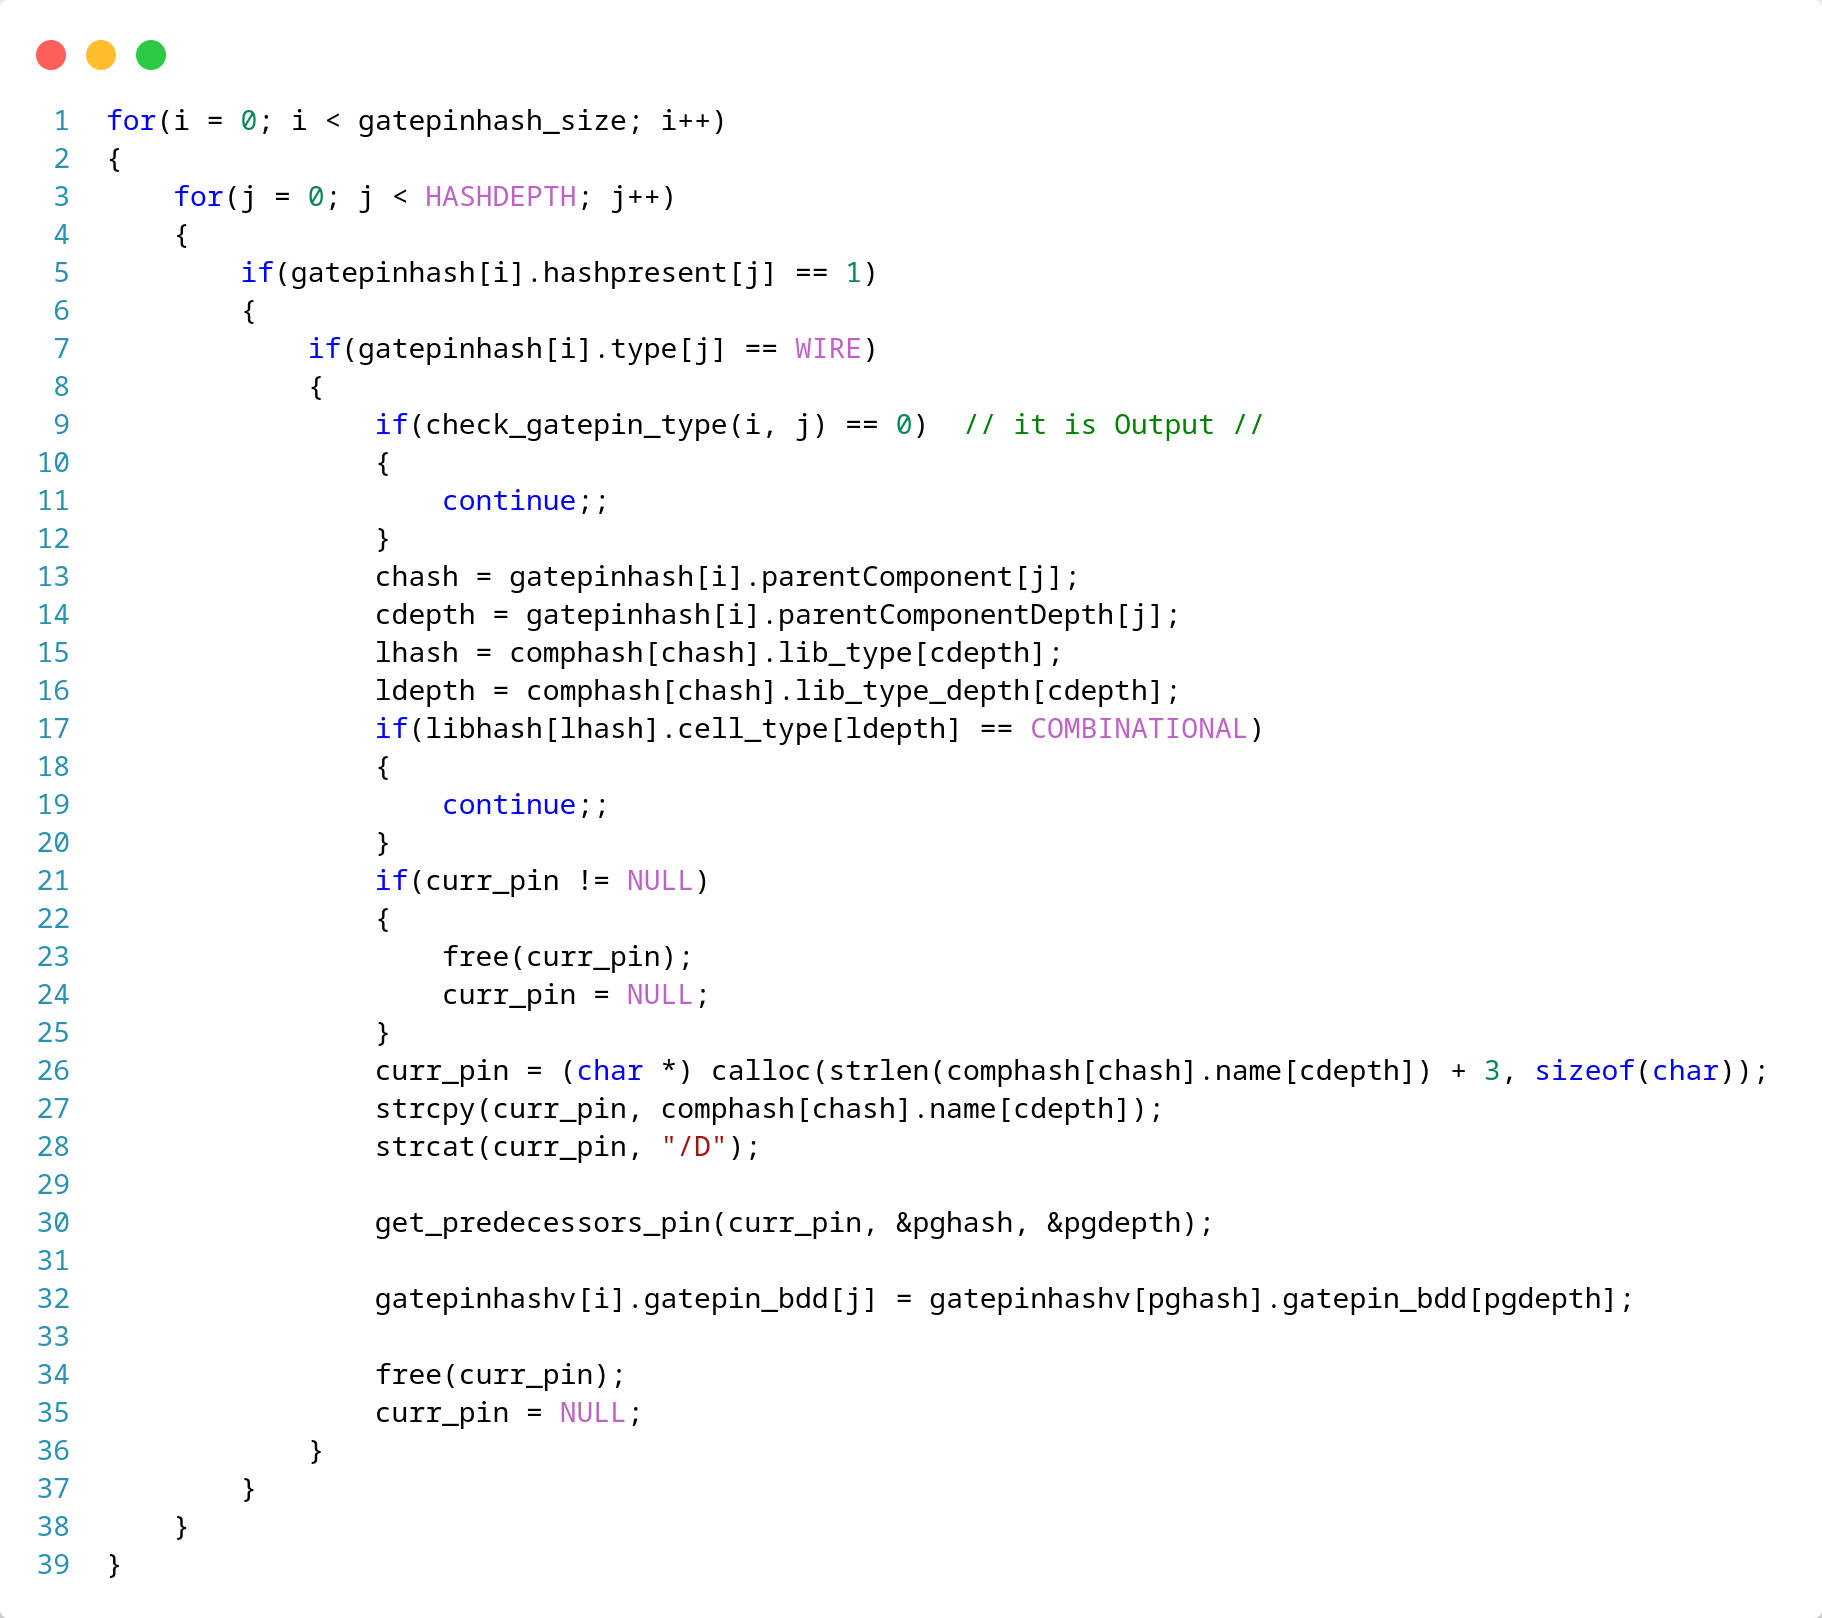 1 for(i = 0; i < gatepinhash_size; i++)
2 {
3     for(j = 0; j < HASHDEPTH; j++)
4     {
5         if(gatepinhash[i].hashpresent[j] == 1)
6         {
7             if(gatepinhash[i].type[j] == WIRE)
8             {
9                 if(check_gatepin_type(i, j) == 0)  // it is Output //
10                 {
11                     continue;;
12                 }
13                 chash = gatepinhash[i].parentComponent[j];
14                 cdepth = gatepinhash[i].parentComponentDepth[j];
15                 lhash = comphash[chash].lib_type[cdepth];
16                 ldepth = comphash[chash].lib_type_depth[cdepth];
17                 if(libhash[lhash].cell_type[ldepth] == COMBINATIONAL)
18                 {
19                     continue;;
20                 }
21                 if(curr_pin != NULL)
22                 {
23                     free(curr_pin);
24                     curr_pin = NULL;
25                 }
26                 curr_pin = (char *) calloc(strlen(comphash[chash].name[cdepth]) + 3, sizeof(char));
27                 strcpy(curr_pin, comphash[chash].name[cdepth]);
28                 strcat(curr_pin, "/D");
29
30                 get_predecessors_pin(curr_pin, &pghash, &pgdepth);
31
32                 gatepinhashv[i].gatepin_bdd[j] = gatepinhashv[pghash].gatepin_bdd[pgdepth];
33
34                 free(curr_pin);
35                 curr_pin = NULL;
36             }
37         }
38     }
39 }